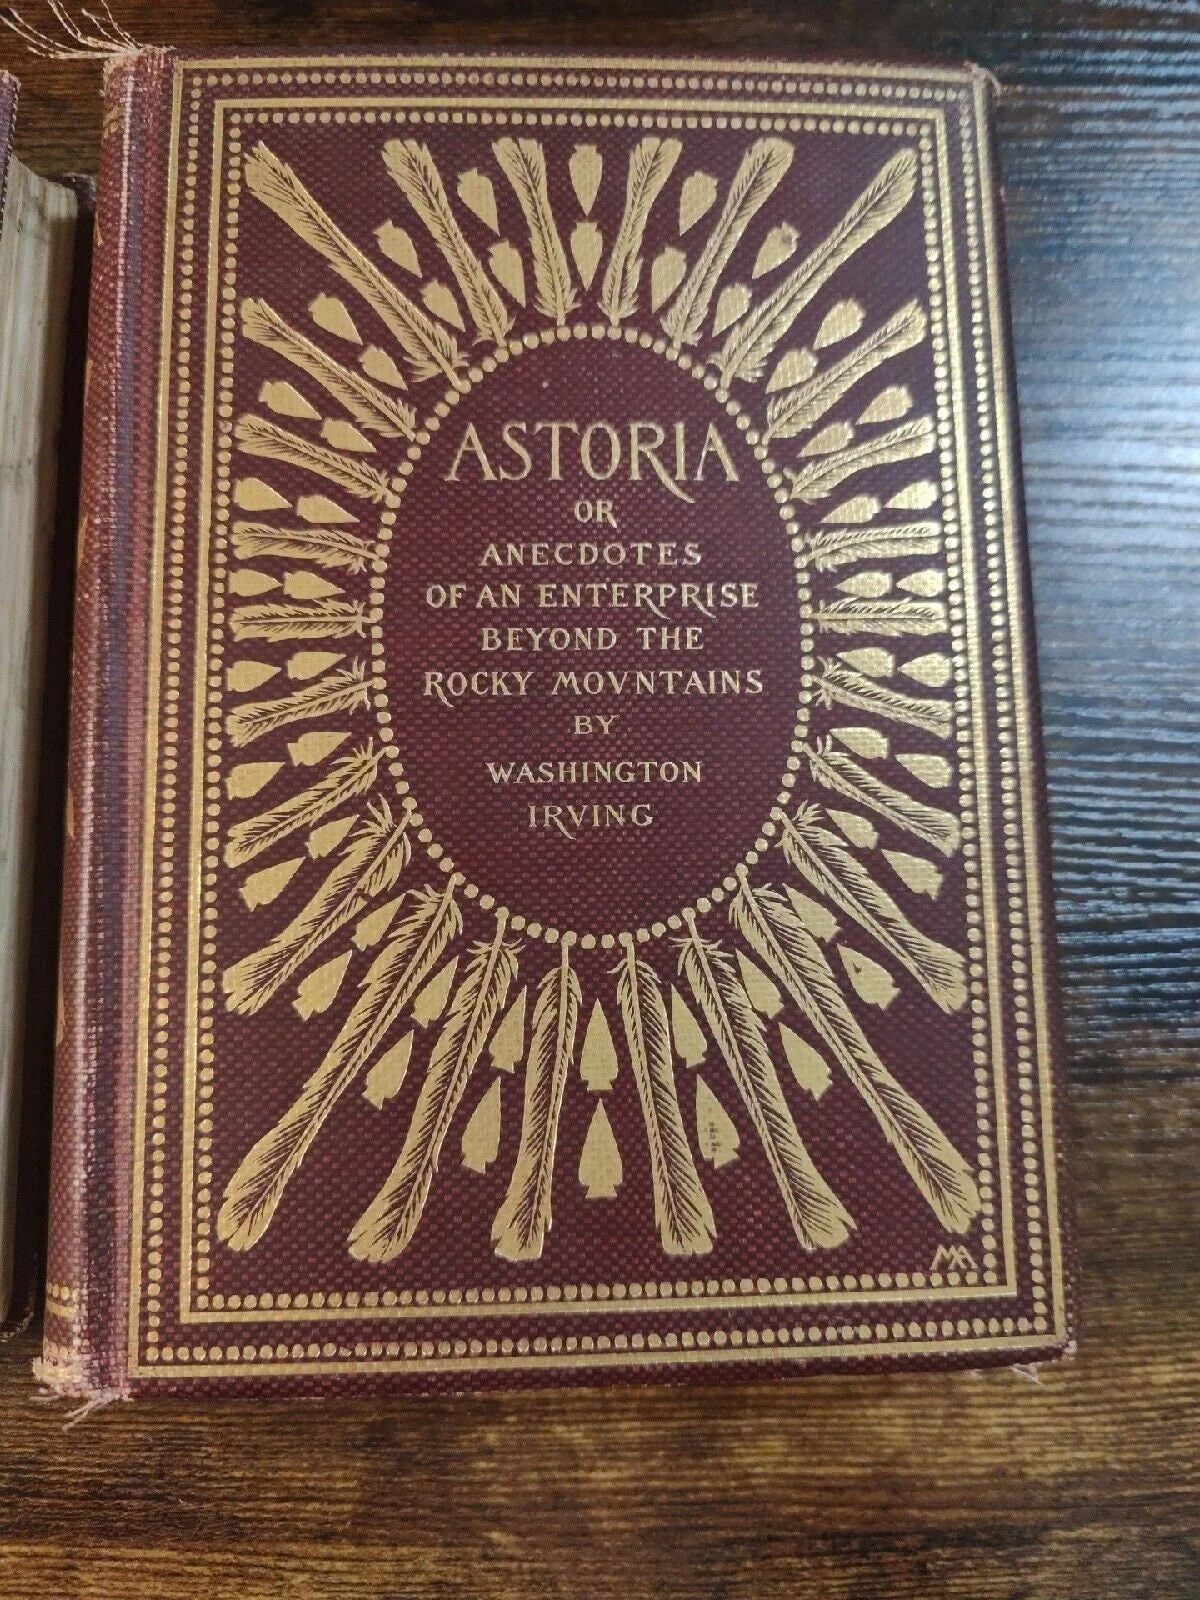 ASTORIA
OR
ANECDOTES
OF AN ENTERPRISE
BEYOND THE
ROCKY MOVNTAINS
BY
WASHINGTON
IRVING
MA